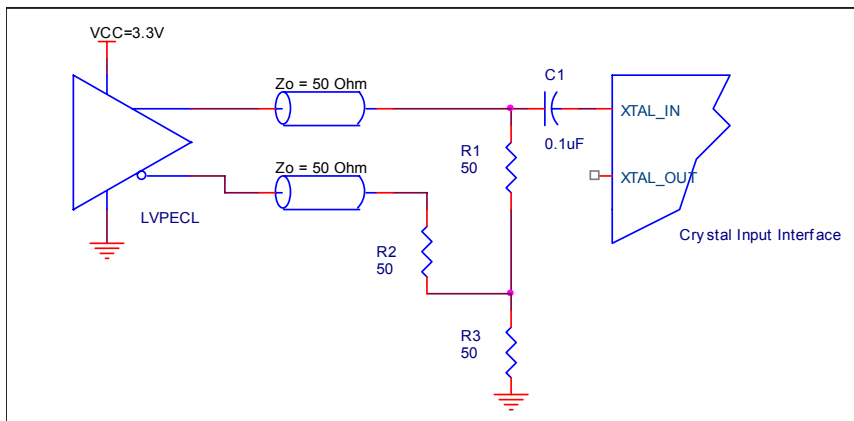 VCC=3.3V
Zo = 50 Ohm
C1
XTAL_IN
0.1uF
R1
50
Zo = 50 Ohm
XTAL_OUT
LVPECL
Crystal Input Interface
R2
50
R3
50